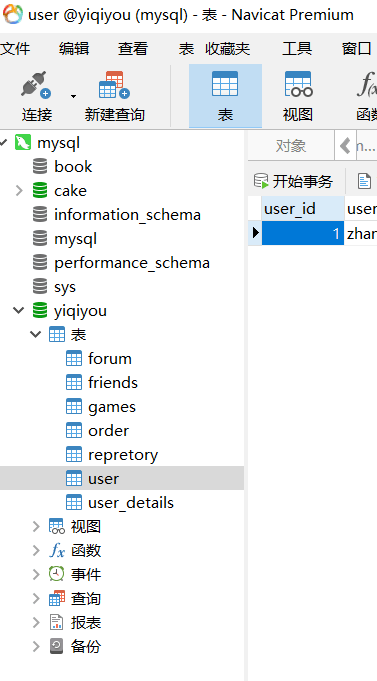 user @yiqiyou (mysql) - 表 - Navicat Premium
文件 编辑 查看 表 收藏夹 工具 窗口
连接 新建查询 表 视图 函数
mysql
book
cake
information_schema
mysql
performance_schema
sys
yiqiyou
表
forum
friends
games
order
repretory
user
user_details
视图
函数
事件
查询
报表
备份
对象
开始事务
user_id user
1 zhan